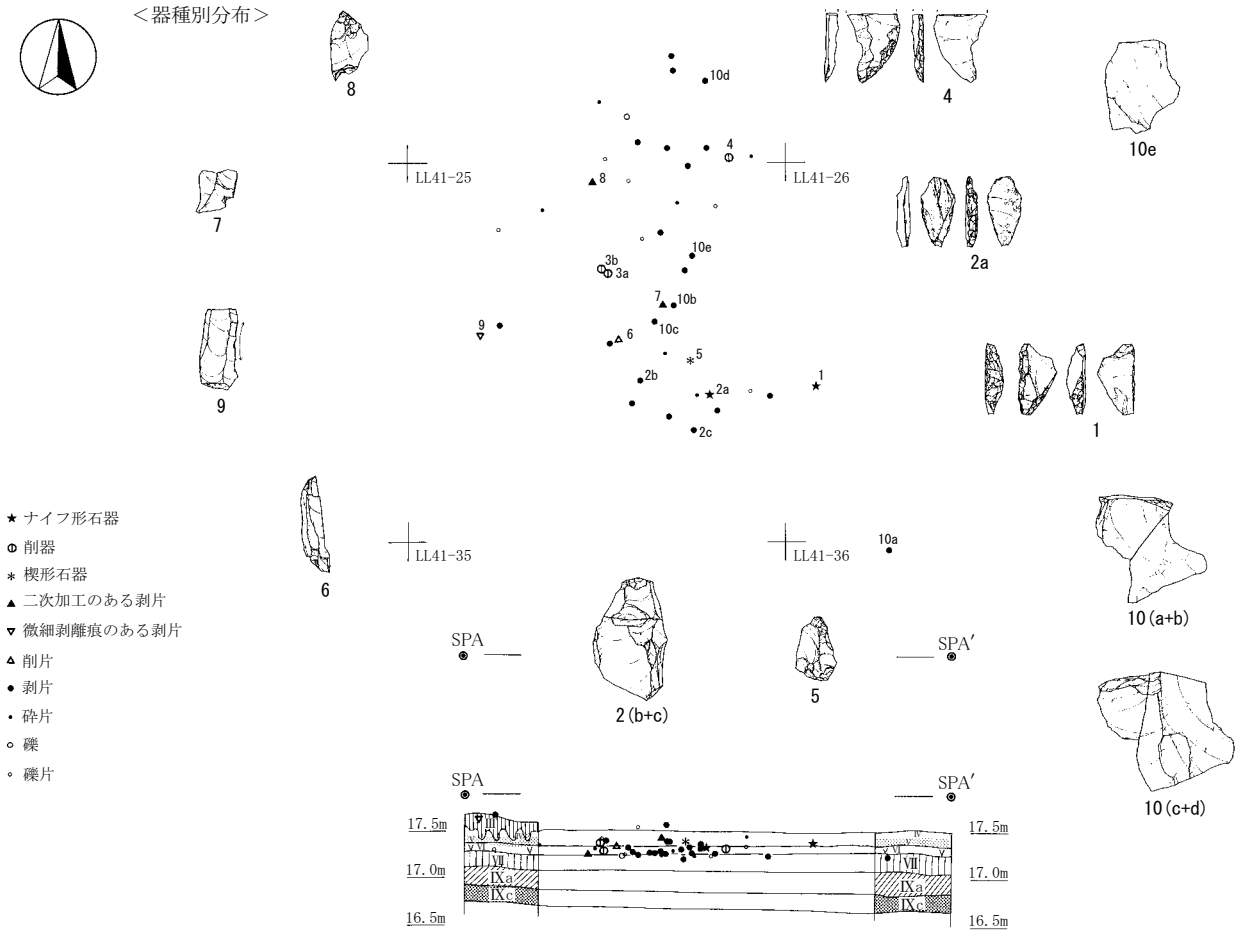 <器種別分布>
8
10d
4
10e
4
LL41-25
8
LL41-26
7
2a
10e
3b
3a
7
10b
10c
9
6
5
9
2b
2a
1
2c
1
★ ナイフ形石器
削器
* 楔形石器
▲ 二次加工のある剥片
▽ 微細剥離痕のある剥片
△ 削片
● 剥片
・ 砕片
○ 礫
○ 礫片
LL41-35
LL41-36
10a
6
10(a+b)
SPA
SPA′
2(b+c)
5
10(c+d)
SPA
SPA′
17.5m
III
IV
17.5m
V
VI
V
VI
V
VII
VII
17.0m
IXa
IXa
17.0m
IXc
IXc
16.5m
16.5m